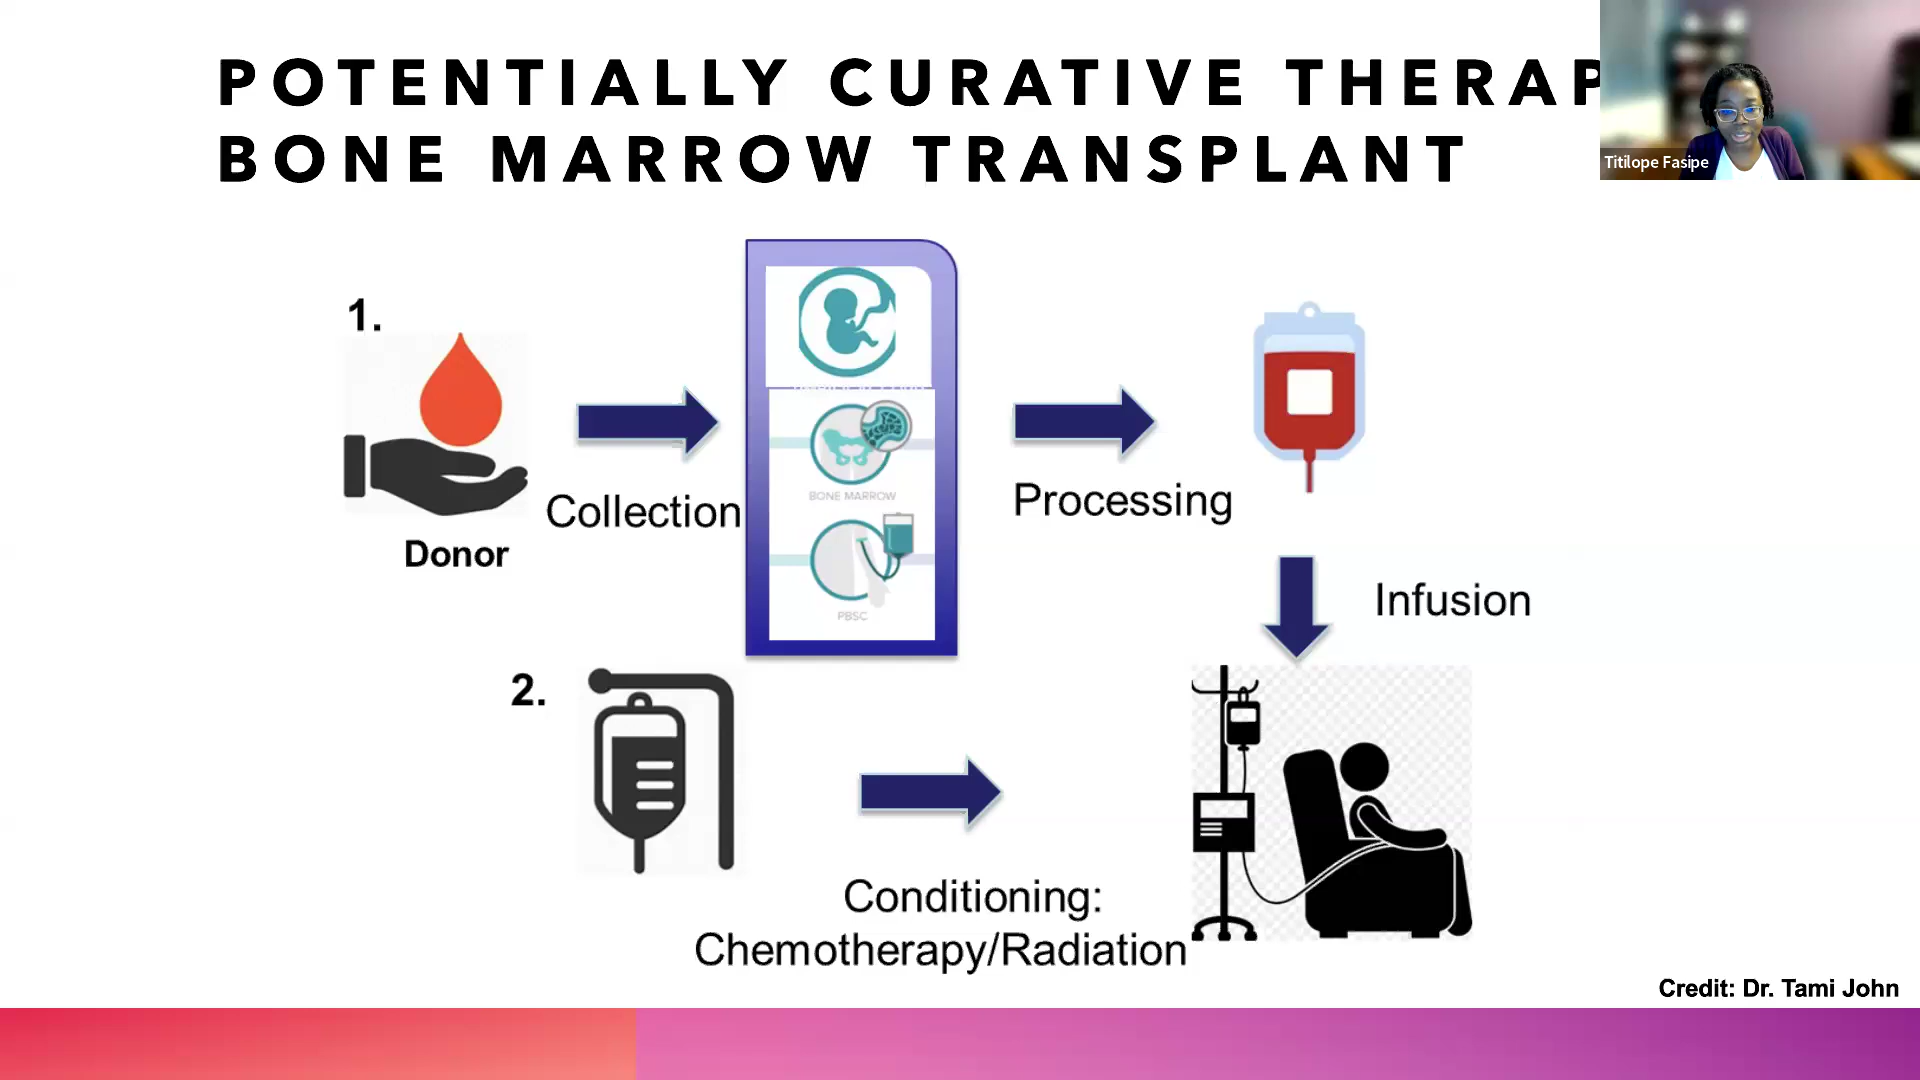 POTENTIALLY CURATIVE THERAP
BONE MARROW TRANSPLANT
Titilope Fasipe
1.
Donor
Collection
BONE MARROW
PBSC
Processing
Infusion
2.
Conditioning:
Chemotherapy/Radiation
Credit: Dr. Tami John